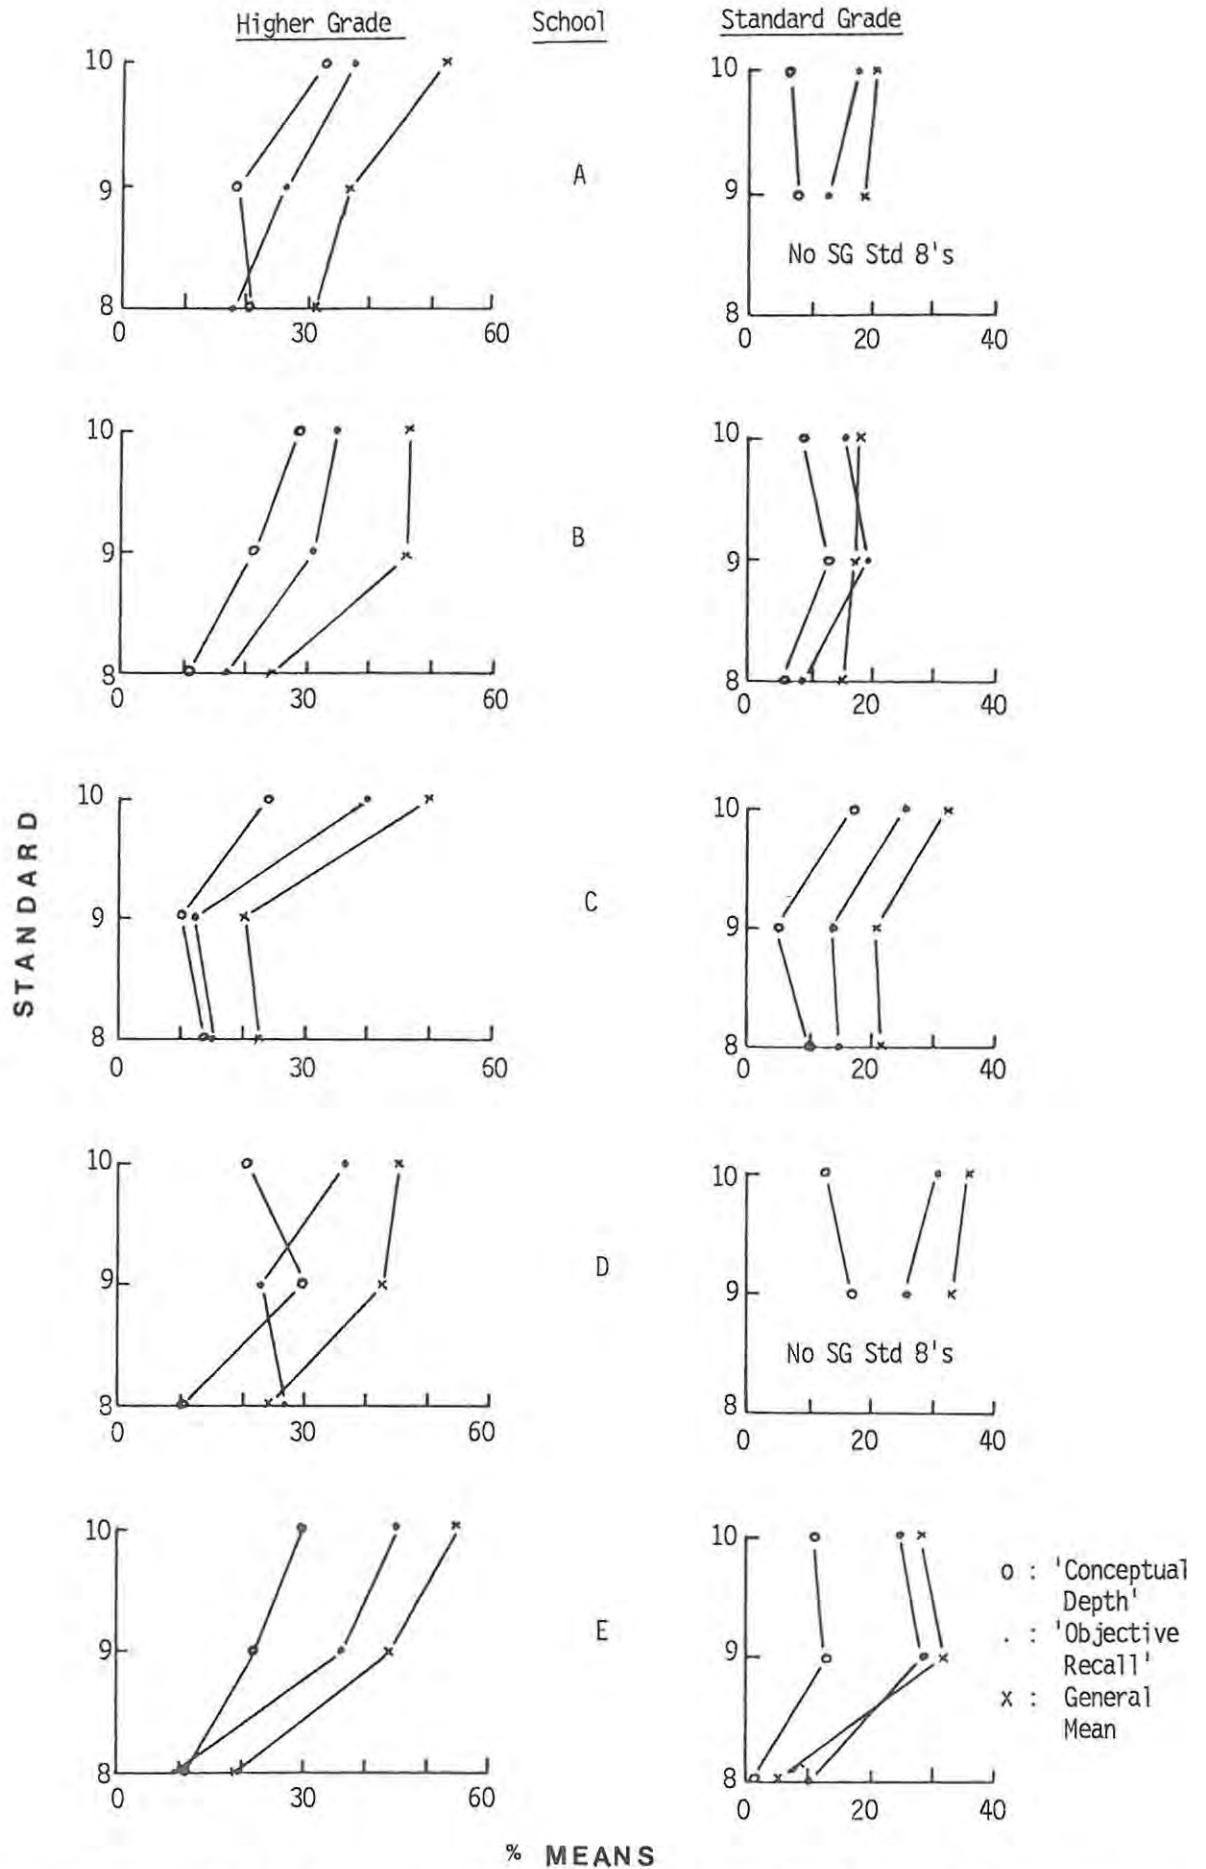 Higher Grade School Standard Grade
10
9
8
0 30 60
A
10
9
No SG Std 8's
8
0 20 40
10
9
8
0 30 60
B
10
9
8
0 20 40
STANDARD
10
9
8
0 30 60
C
10
9
8
0 20 40
10
9
8
0 30 60
D
10
9
No SG Std 8's
8
0 20 40
10
9
8
0 30 60
E
10
9
8
0 20 40
o : 'Conceptual
Depth'
. : 'Objective
Recall'
x : General
Mean
% MEANS